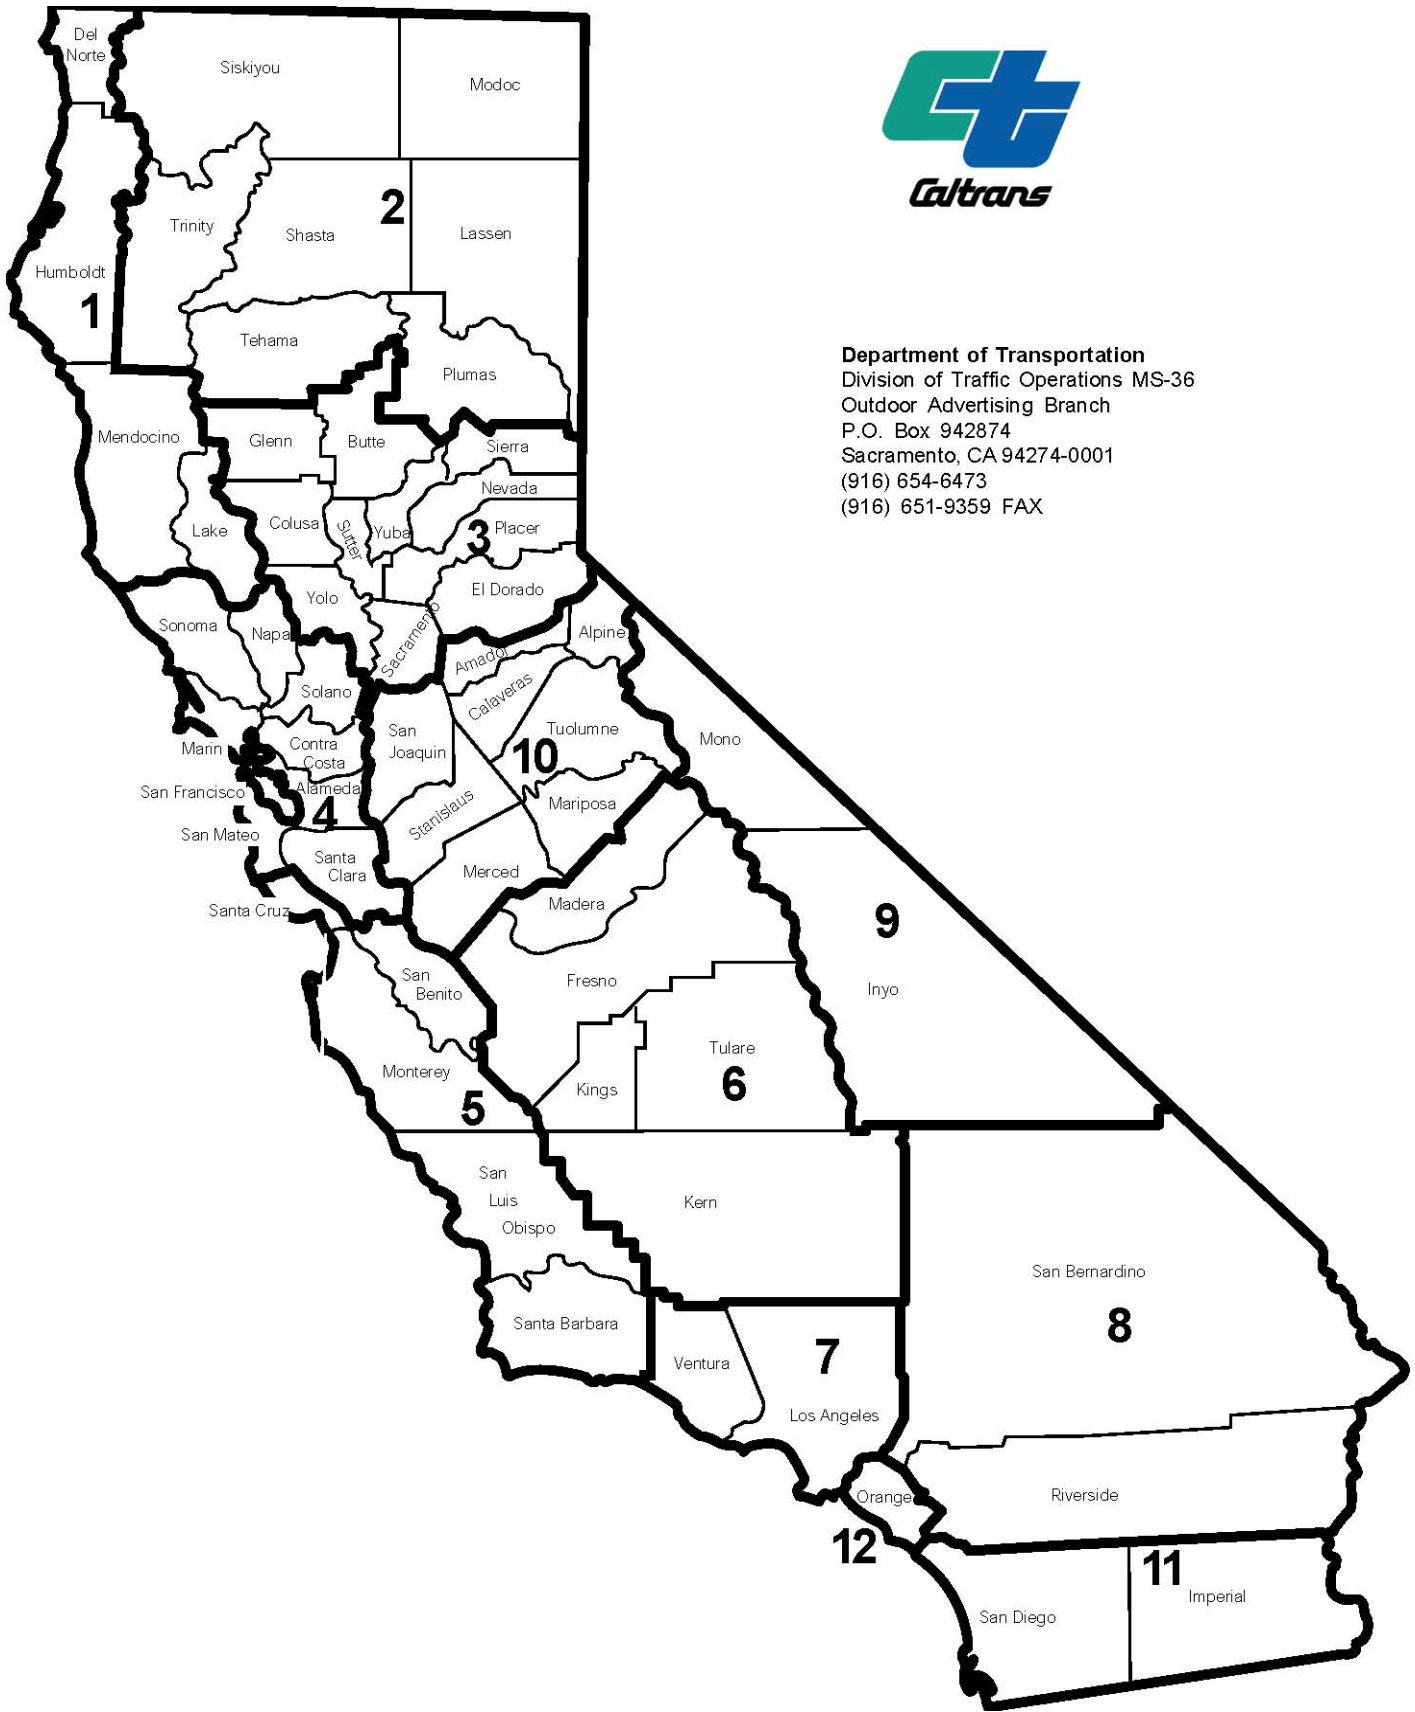 Del
Norte
Siskiyou
Modoc
Caltrans
2
Trinity
Shasta
Lassen
Humboldt
1
Tehama
Plumas
Department of Transportation
Division of Traffic Operations MS-36
Outdoor Advertising Branch
P.O. Box 942874
Sacramento, CA 94274-0001
(916) 654-6473
(916) 651-9359 FAX
Mendocino
Glenn
Butte
Sierra
Nevada
Lake
Colusa
Sutter
Yuba
3
Placer
Yolo
El Dorado
Sonoma
Napa
Sacramento
Amador
Alpine
Solano
Calaveras
Marin
Contra
Costa
San
Joaquin
10
Tuolumne
Mono
San Francisco
Alameda
4
Stanislaus
Mariposa
San Mateo
Santa
Clara
Merced
Santa Cruz
Madera
9
San
Benito
Fresno
Inyo
Monterey
5
Kings
Tulare
6
San
Luis
Obispo
Kern
San Bernardino
8
Santa Barbara
Ventura
7
Los Angeles
Orange
Riverside
12
11
San Diego
Imperial